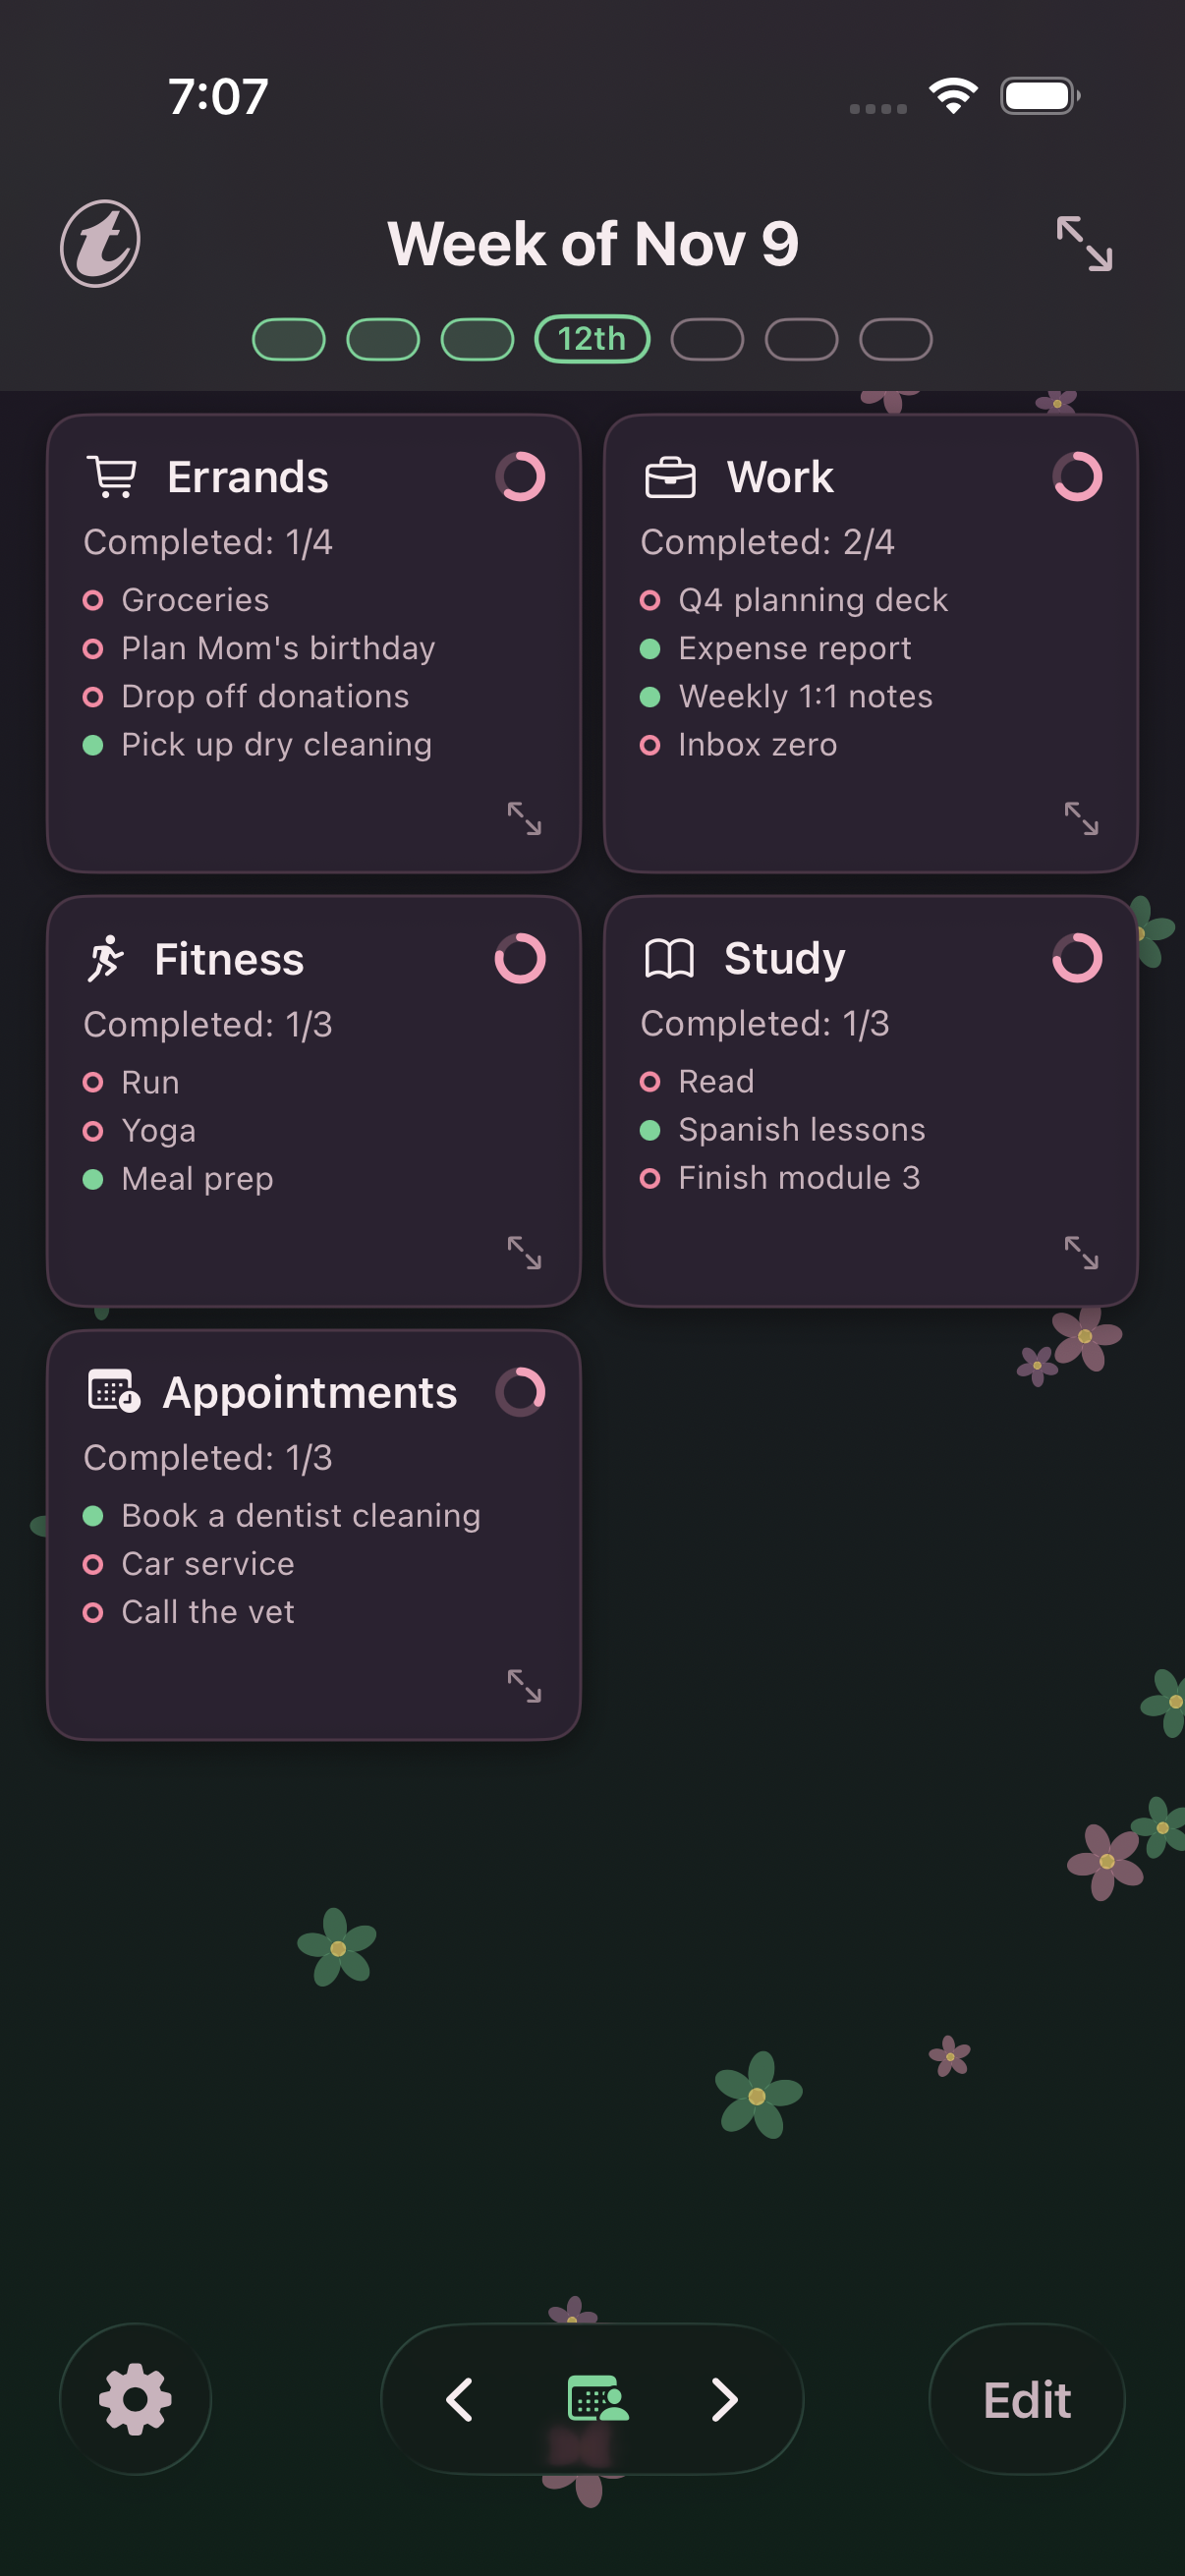 7:07
t
Week of Nov 9
12th
Errands
Completed: 1/4
Groceries
Plan Mom's birthday
Drop off donations
Pick up dry cleaning
Work
Completed: 2/4
Q4 planning deck
Expense report
Weekly 1:1 notes
Inbox zero
Fitness
Completed: 1/3
Run
Yoga
Meal prep
Study
Completed: 1/3
Read
Spanish lessons
Finish module 3
Appointments
Completed: 1/3
Book a dentist cleaning
Car service
Call the vet
Edit